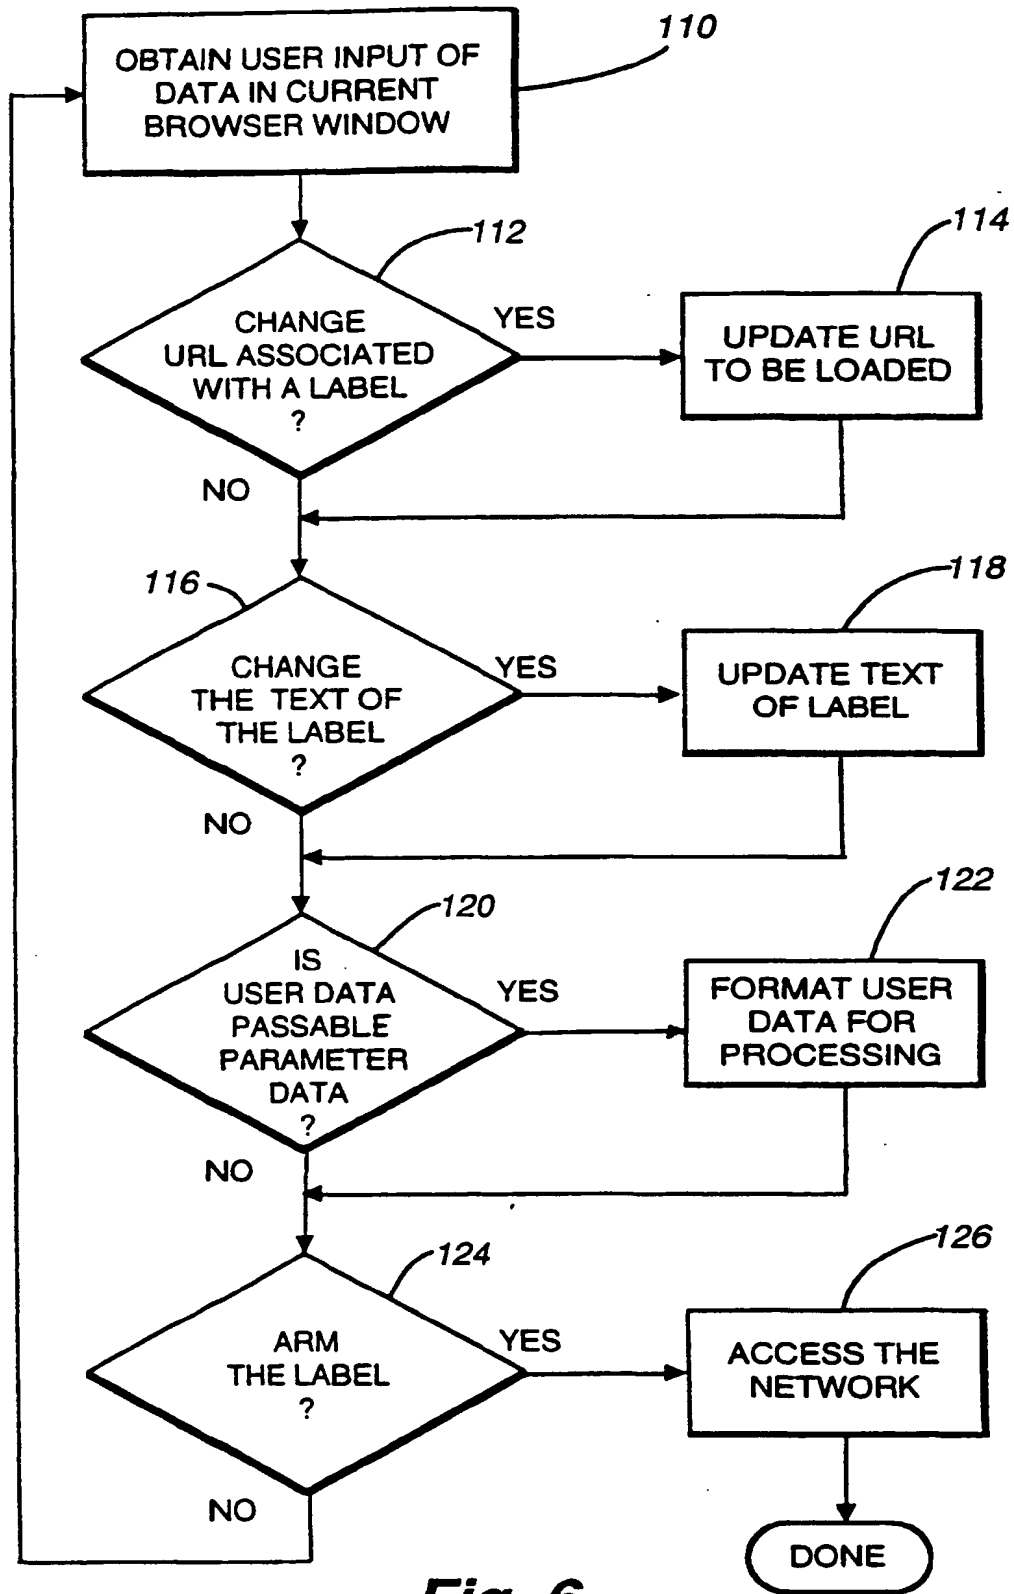 110
OBTAIN USER INPUT OF
DATA IN CURRENT
BROWSER WINDOW
112
114
CHANGE
URL ASSOCIATED
WITH A LABEL
?
YES
UPDATE URL
TO BE LOADED
NO
116
118
CHANGE
THE TEXT OF
THE LABEL
?
YES
UPDATE TEXT
OF LABEL
NO
120
122
IS
USER DATA
PASSABLE
PARAMETER
DATA
?
YES
FORMAT USER
DATA FOR
PROCESSING
NO
124
126
ARM
THE LABEL
?
YES
ACCESS THE
NETWORK
NO
DONE
Fig. 6